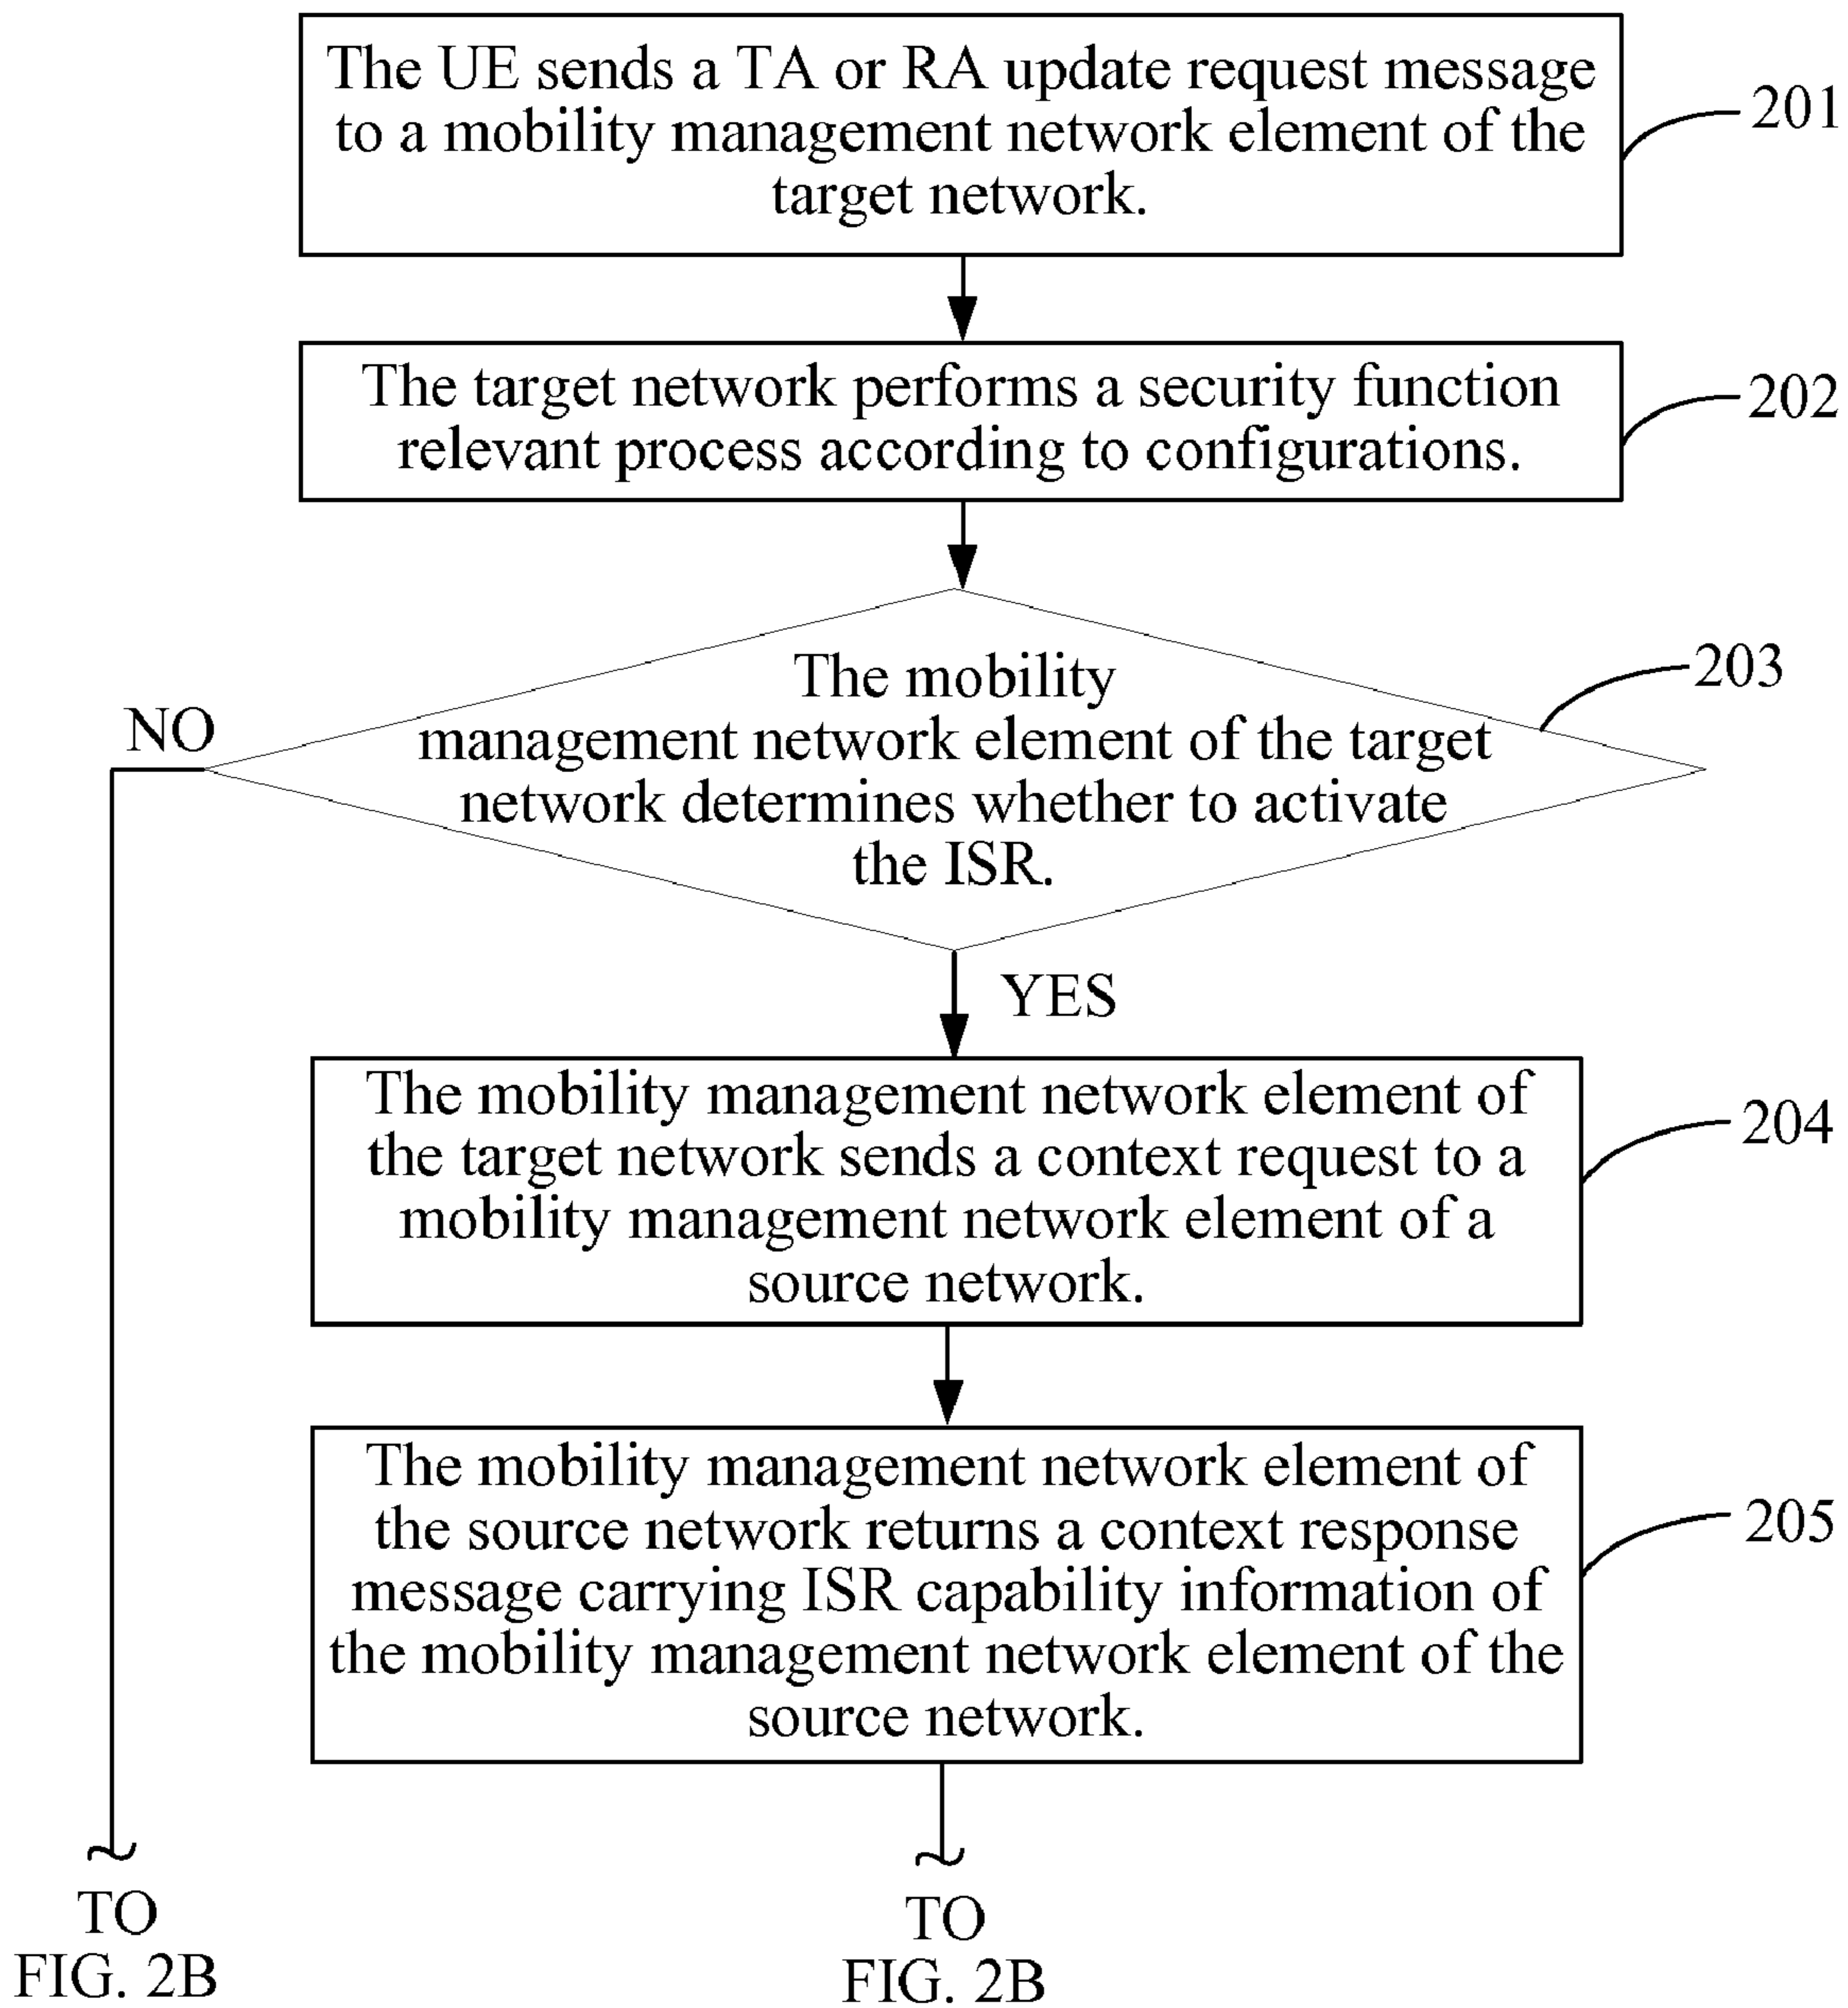 The UE sends a TA or RA update request message
to a mobility management network element of the
target network.
201
The target network performs a security function
relevant process according to configurations.
202
The mobility
management network element of the target
network determines whether to activate
the ISR.
203
NO
YES
The mobility management network element of
the target network sends a context request to a
mobility management network element of a
source network.
204
The mobility management network element of
the source network returns a context response
message carrying ISR capability information of
the mobility management network element of the
source network.
205
TO
FIG. 2B
TO
FIG. 2B